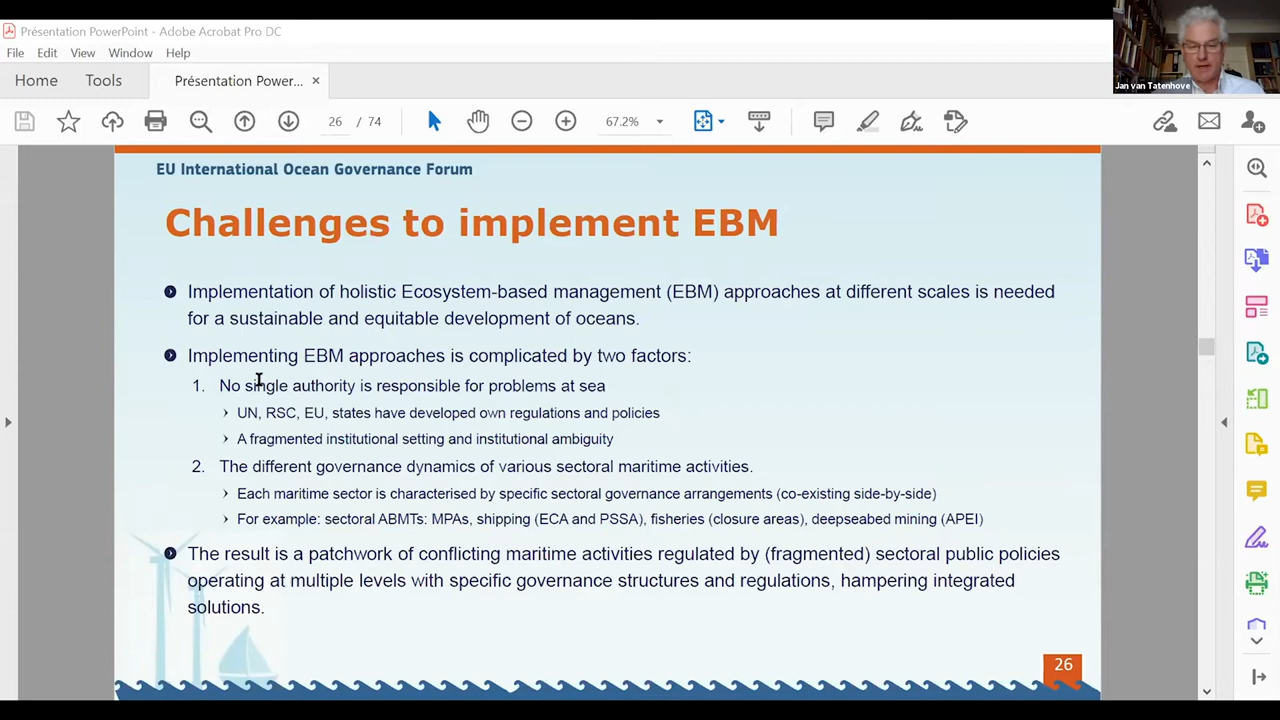 Présentation PowerPoint - Adobe Acrobat Pro DC
File Edit View Window Help
Home Tools Présentation Power... ×
26 / 74 67.2%
Jan van Tatenhove
EU International Ocean Governance Forum
Challenges to implement EBM
Implementation of holistic Ecosystem-based management (EBM) approaches at different scales is needed
for a sustainable and equitable development of oceans.
Implementing EBM approaches is complicated by two factors:
1. No single authority is responsible for problems at sea
UN, RSC, EU, states have developed own regulations and policies
A fragmented institutional setting and institutional ambiguity
2. The different governance dynamics of various sectoral maritime activities.
Each maritime sector is characterised by specific sectoral governance arrangements (co-existing side-by-side)
For example: sectoral ABMTs: MPAs, shipping (ECA and PSSA), fisheries (closure areas), deepseabed mining (APEI)
The result is a patchwork of conflicting maritime activities regulated by (fragmented) sectoral public policies
operating at multiple levels with specific governance structures and regulations, hampering integrated
solutions.
26